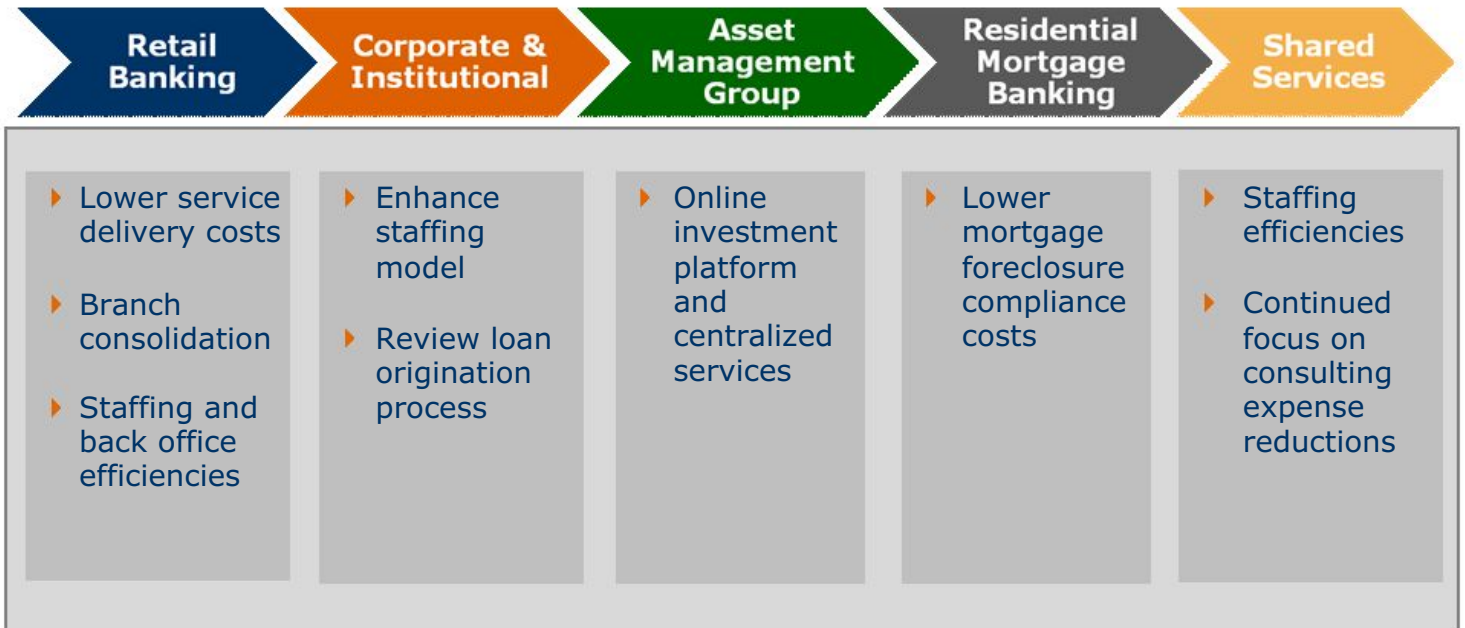 Retail
Banking
Corporate &
Institutional
Asset
Management
Group
Residential
Mortgage
Banking
Shared
Services
Lower service
delivery costs
Branch
consolidation
Staffing and
back office
efficiencies
Enhance
staffing
model
Review loan
origination
process
Online
investment
platform
and
centralized
services
Lower
mortgage
foreclosure
compliance
costs
Staffing
efficiencies
Continued
focus on
consulting
expense
reductions